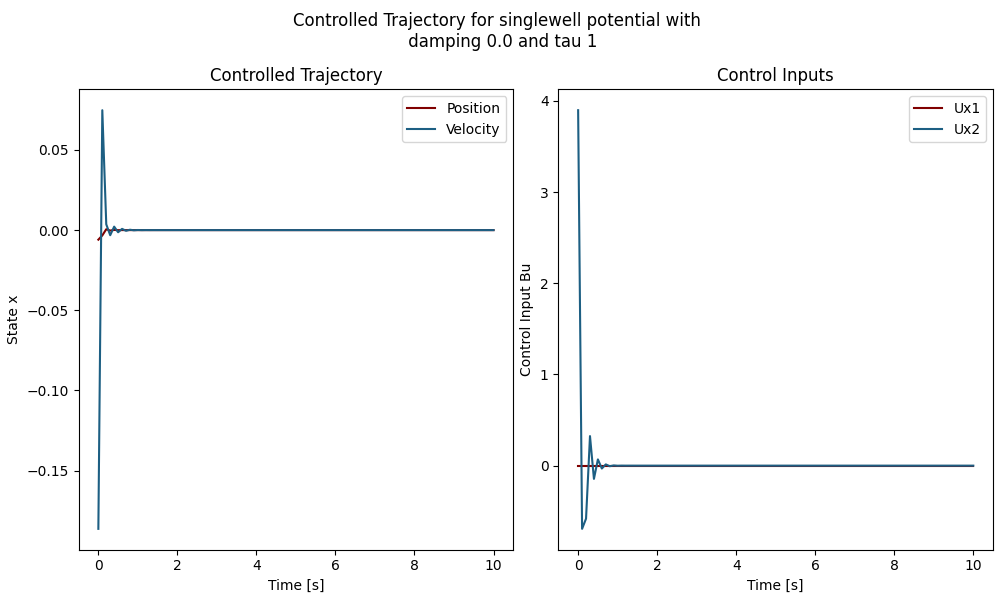 Controlled Trajectory for singlewell potential with
damping 0.0 and tau 1
Controlled Trajectory
Position
Velocity
0.05
0.00
−0.05
−0.10
−0.15
State x
0 2 4 6 8 10
Time [s]
Control Inputs
Ux1
Ux2
4
3
2
1
0
Control Input Bu
0 2 4 6 8 10
Time [s]